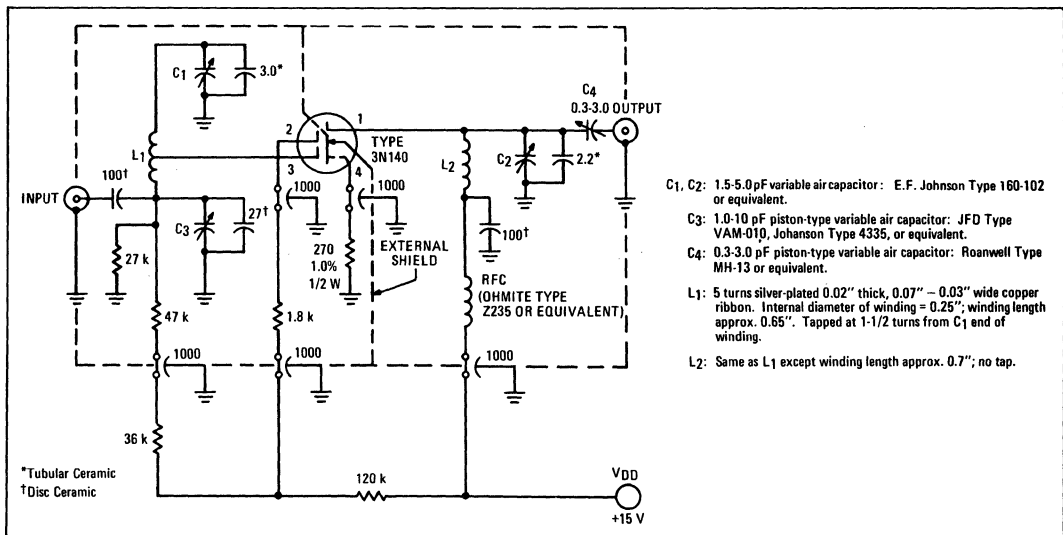 C1
3.0*
C4
0.3-3.0 OUTPUT
1
2
TYPE
3N140
L1
3
4
L2
C2
2.2*
INPUT
100†
1000
1000
C3
27†
100†
27 k
270
1.0%
1/2 W
EXTERNAL
SHIELD
RFC
(OHMITE TYPE
Z235 OR EQUIVALENT)
47 k
1.8 k
1000
1000
1000
36 k
120 k
VDD
+15 V
*Tubular Ceramic
†Disc Ceramic
C1, C2: 1.5-5.0 pF variable air capacitor: E.F. Johnson Type 160-102
or equivalent.
C3: 1.0-10 pF piston-type variable air capacitor: JFD Type
VAM-010, Johanson Type 4335, or equivalent.
C4: 0.3-3.0 pF piston-type variable air capacitor: Roanwell Type
MH-13 or equivalent.
L1: 5 turns silver-plated 0.02" thick, 0.07" – 0.03" wide copper
ribbon. Internal diameter of winding = 0.25"; winding length
approx. 0.65". Tapped at 1-1/2 turns from C1 end of
winding.
L2: Same as L1 except winding length approx. 0.7"; no tap.